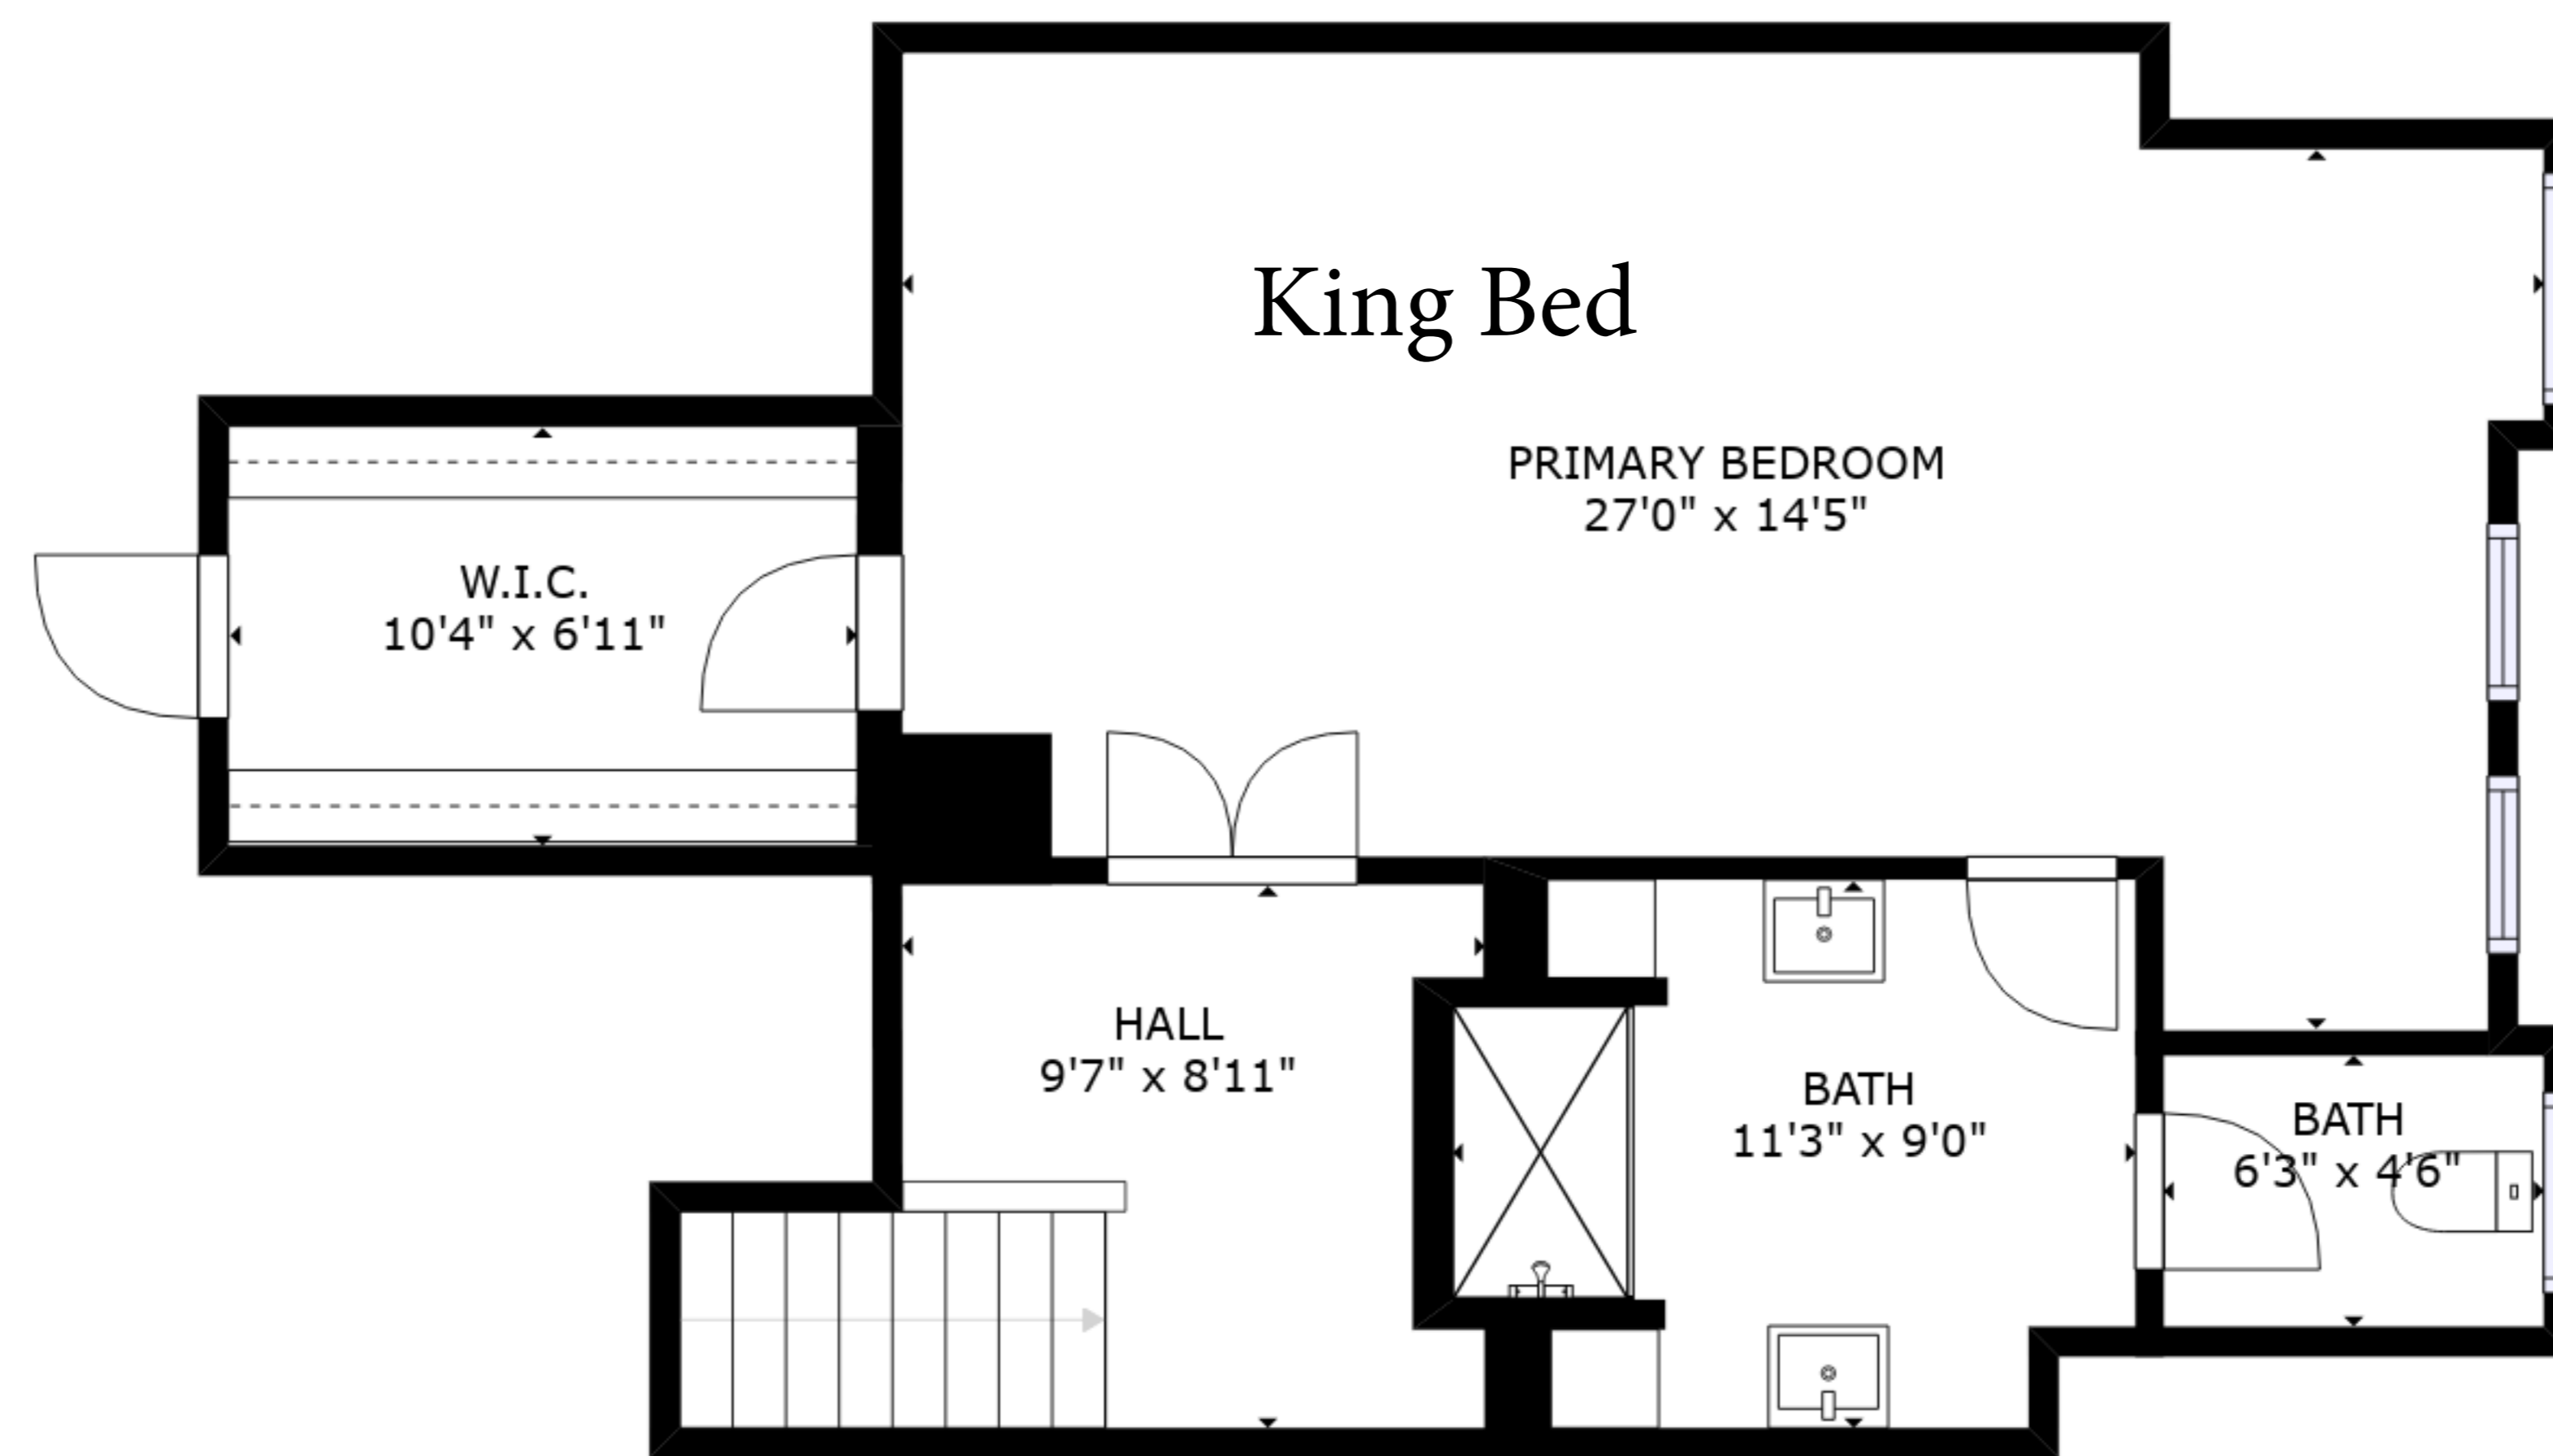 King Bed
PRIMARY BEDROOM
27'0" x 14'5"
W.I.C.
10'4" x 6'11"
HALL
9'7" x 8'11"
BATH
11'3" x 9'0"
BATH
6'3" x 4'6"